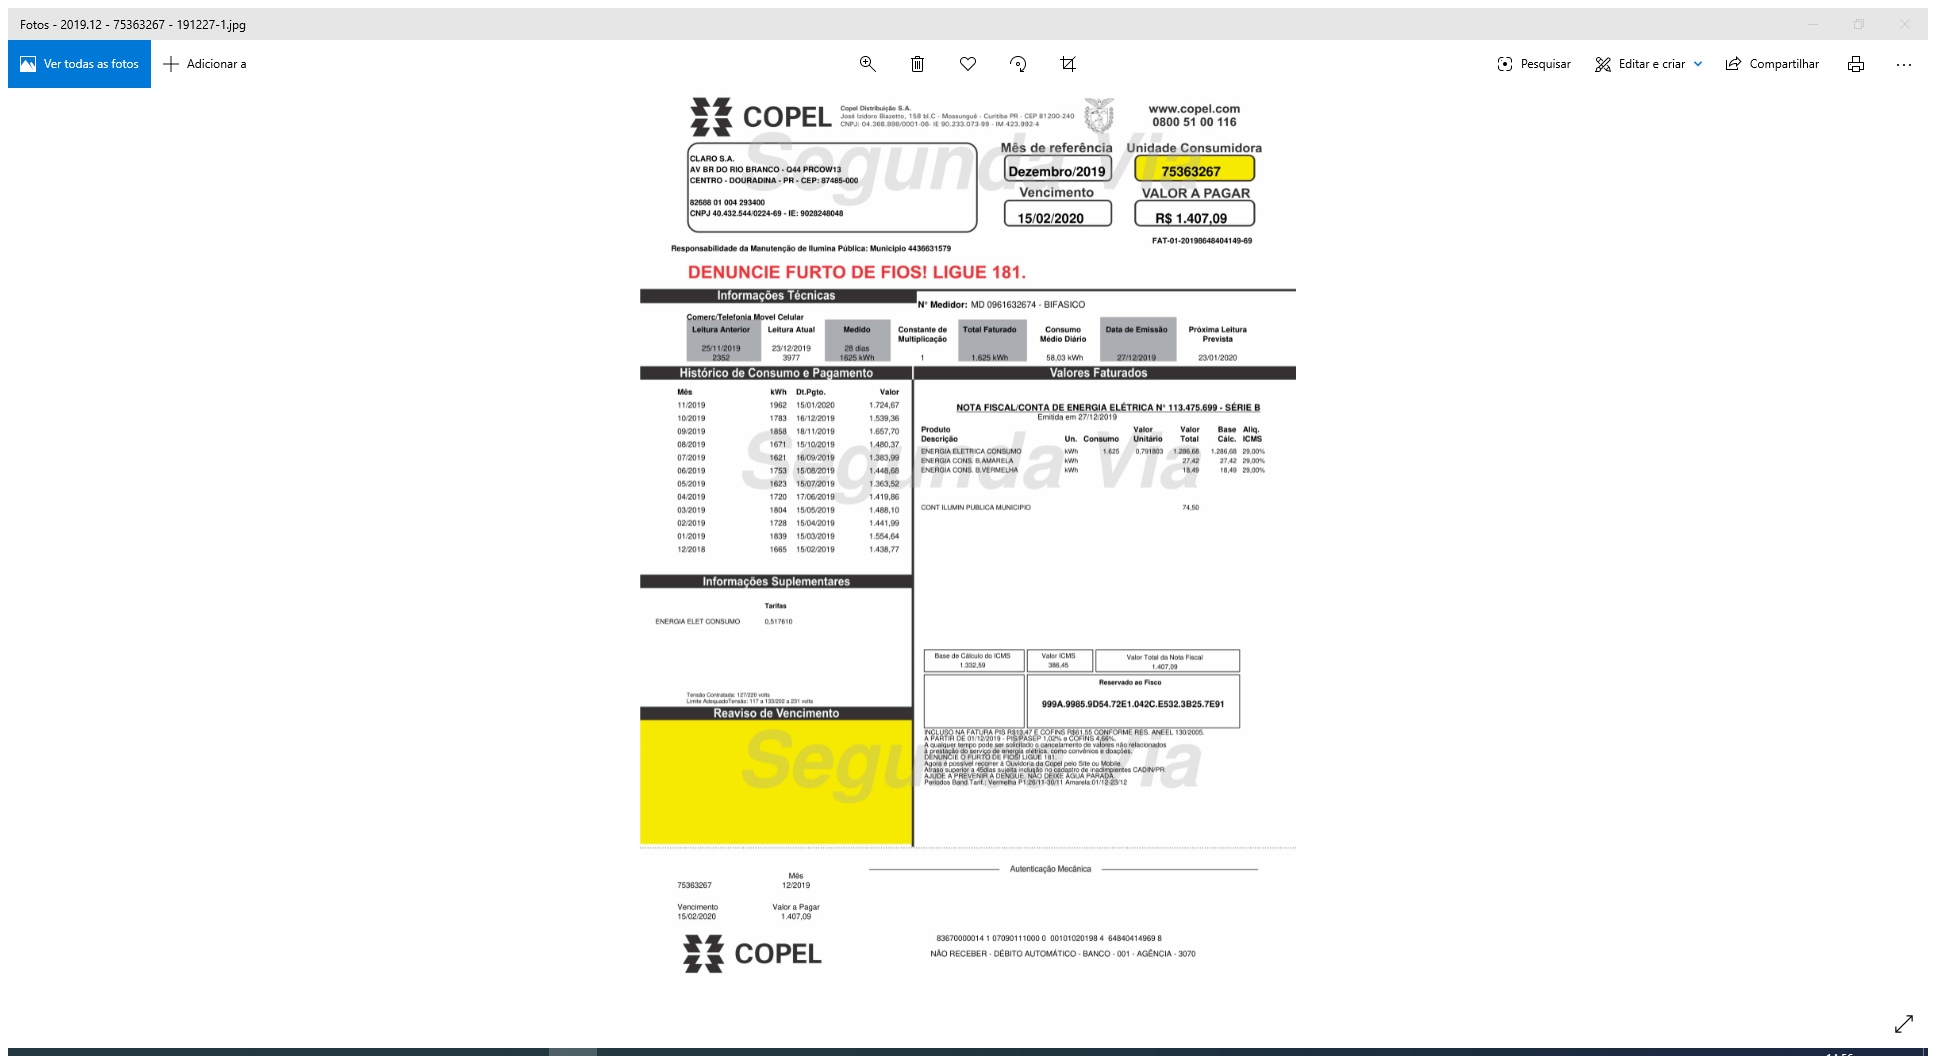 Fotos - 2019.12 - 75363267 - 191227-1.jpg
Ver todas as fotos
Adicionar a
Pesquisar
Editar e criar
Compartilhar
COPEL
Copel Distribuição S.A.
José Izidoro Biazetto, 158 bl.C - Mossunguê - Curitiba PR - CEP 81200-240
CNPJ: 04.368.898/0001-06- IE 90.233.073-99 - IM 423.992-4
www.copel.com
0800 51 00 116
Segunda Via
Mês de referência
Unidade Consumidora
CLARO S.A.
AV BR DO RIO BRANCO - Q44 PRCOW13
CENTRO - DOURADINA - PR - CEP: 87485-000
Dezembro/2019
75363267
Vencimento
VALOR A PAGAR
82688 01 004 293400
CNPJ 40.432.544/0224-69 - IE: 9028248048
15/02/2020
R$ 1.407,09
FAT-01-20198648404149-69
Responsabilidade da Manutenção de Ilumina Pública: Municipio 4436631579
DENUNCIE FURTO DE FIOS! LIGUE 181.
Informações Técnicas
N° Medidor: MD 0961632674 - BIFASICO
Comerc/Telefonia Movel Celular
Leitura Anterior Leitura Atual Medido Constante de Multiplicação Total Faturado Consumo Médio Diário Data de Emissão Próxima Leitura Prevista
25/11/2019 23/12/2019 28 dias
2352 3977 1625 kWh 1 1.625 kWh 58,03 kWh 27/12/2019 23/01/2020
Histórico de Consumo e Pagamento
Mês kWh Dt.Pgto. Valor
11/2019 1962 15/01/2020 1.724,67
10/2019 1783 16/12/2019 1.539,36
09/2019 1858 18/11/2019 1.657,70
08/2019 1671 15/10/2019 1.480,37
07/2019 1621 16/09/2019 1.383,99
06/2019 1753 15/08/2019 1.448,68
05/2019 1623 15/07/2019 1.363,52
04/2019 1720 17/06/2019 1.419,86
03/2019 1804 15/05/2019 1.488,10
02/2019 1728 15/04/2019 1.441,99
01/2019 1839 15/03/2019 1.554,64
12/2018 1665 15/02/2019 1.438,77
Valores Faturados
NOTA FISCAL/CONTA DE ENERGIA ELÉTRICA N° 113.475.699 - SÉRIE B
Emitida em 27/12/2019
Produto Descrição Un. Consumo Valor Unitário Valor Total Base Cálc. Aliq. ICMS
ENERGIA ELETRICA CONSUMO kWh 1.625 0,791803 1.286,68 1.286,68 29,00%
ENERGIA CONS. B.AMARELA kWh 27,42 27,42 29,00%
ENERGIA CONS. B.VERMELHA kWh 18,49 18,49 29,00%
Segunda Via
CONT ILUMIN PUBLICA MUNICIPIO 74,50
Informações Suplementares
Tarifas
ENERGIA ELET CONSUMO 0,517610
Tensão Contratada: 127/220 volts
Limite AdequadoTensão: 117 a 133/202 a 231 volts
Reaviso de Vencimento
Base de Cálculo do ICMS Valor ICMS Valor Total da Nota Fiscal
1.332,59 386,45 1.407,09
Reservado ao Fisco
999A.9985.9D54.72E1.042C.E532.3B25.7E91
INCLUSO NA FATURA PIS R$13,47 E COFINS R$61,55 CONFORME RES. ANEEL 130/2005.
A PARTIR DE 01/12/2019 - PIS/PASEP 1,02% e COFINS 4,66%.
A qualquer tempo pode ser solicitado o cancelamento de valores não relacionados
à prestação do serviço de energia elétrica, como convênios e doações.
DENUNCIE O FURTO DE FIOS! LIGUE 181.
Agora é possível recorrer à Ouvidoria da Copel pelo Site ou Mobile.
Atraso superior a 45dias sujeita inclusão no cadastro de inadimplentes CADIN/PR
AJUDE A PREVENIR A DENGUE. NÃO DEIXE ÁGUA PARADA.
Períodos Band.Tarif.: Vermelha P1:26/11-30/11 Amarela:01/12-23/12
Segunda Via
Autenticação Mecânica
Mês
75363267 12/2019
Vencimento Valor a Pagar
15/02/2020 1.407,09
COPEL
83670000014 1 07090111000 0 00101020198 4 64840414969 8
NÃO RECEBER - DÉBITO AUTOMÁTICO - BANCO - 001 - AGÊNCIA - 3070